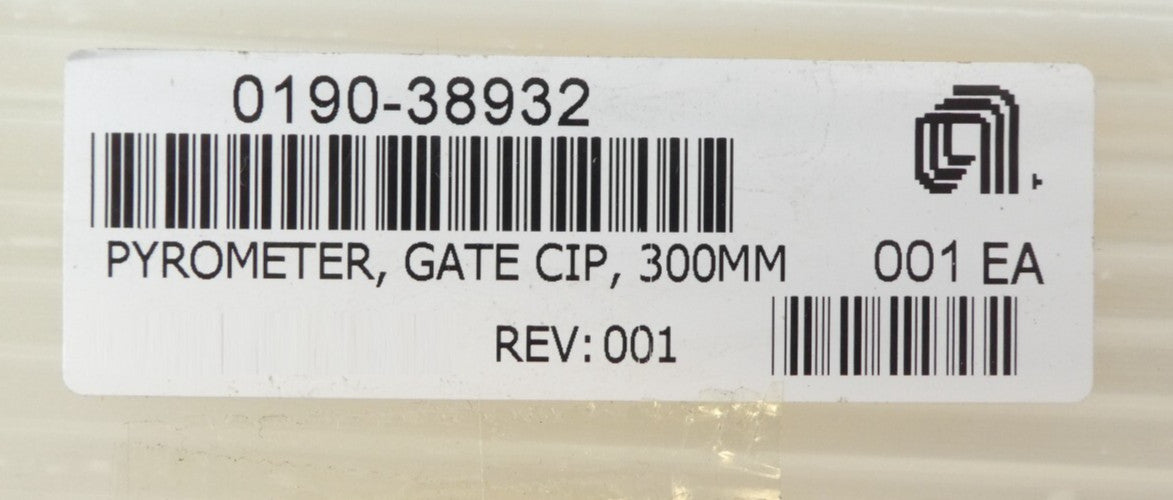 0190-38932
PYROMETER, GATE CIP, 300MM 001 EA
REV: 001